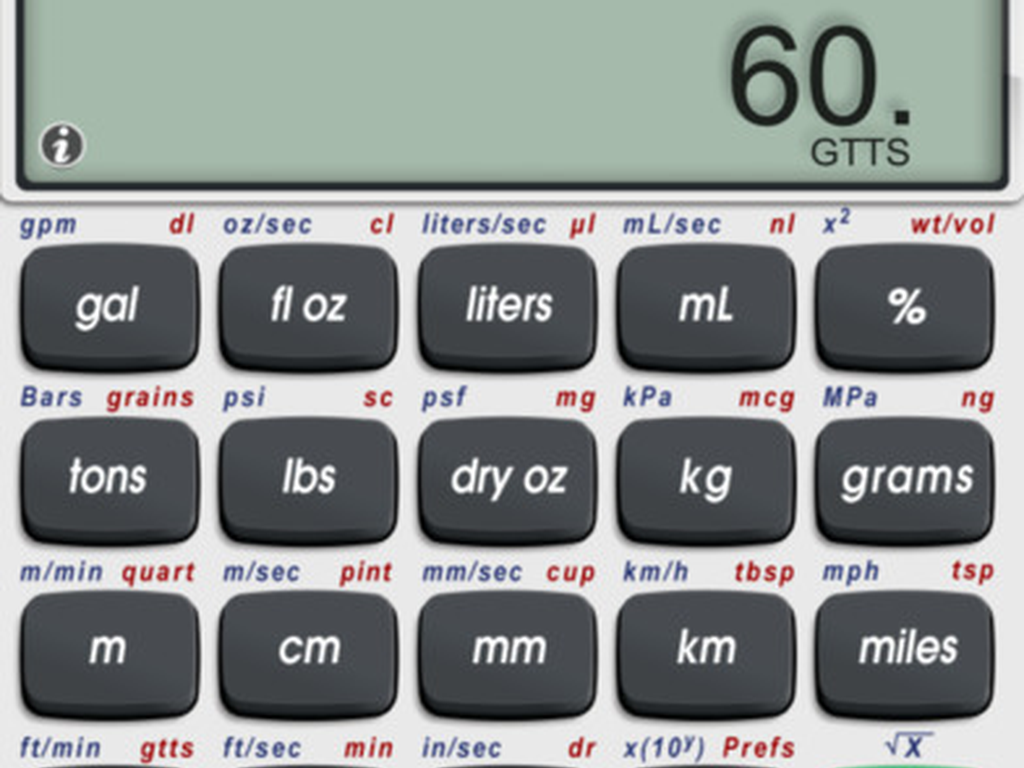 60.
GTTS
i
gpm dl oz/sec cl liters/sec µl mL/sec nl x² wt/vol
gal fl oz liters mL %
Bars grains psi sc psf mg kPa mcg MPa ng
tons lbs dry oz kg grams
m/min quart m/sec pint mm/sec cup km/h tbsp mph tsp
m cm mm km miles
ft/min gtts ft/sec min in/sec dr x(10ʸ) Prefs √x